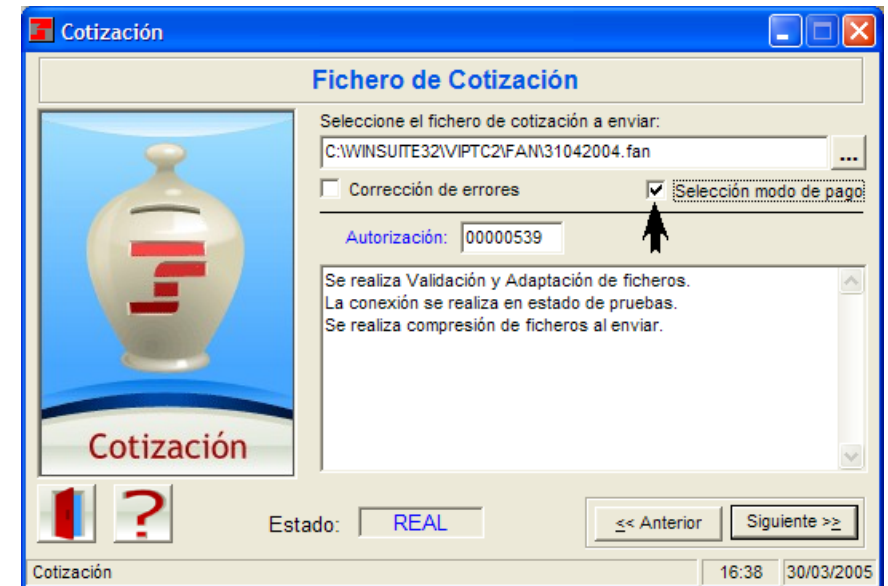 Cotización
Fichero de Cotización
Seleccione el fichero de cotización a enviar:
C:\WINSUITE32\VIPTC2\FAN\31042004.fan
...
Corrección de errores
Selección modo de pago
Autorización: 00000539
Se realiza Validación y Adaptación de ficheros.
La conexión se realiza en estado de pruebas.
Se realiza compresión de ficheros al enviar.
Cotización
?
Estado: REAL
<< Anterior
Siguiente >>
Cotización
16:38
30/03/2005